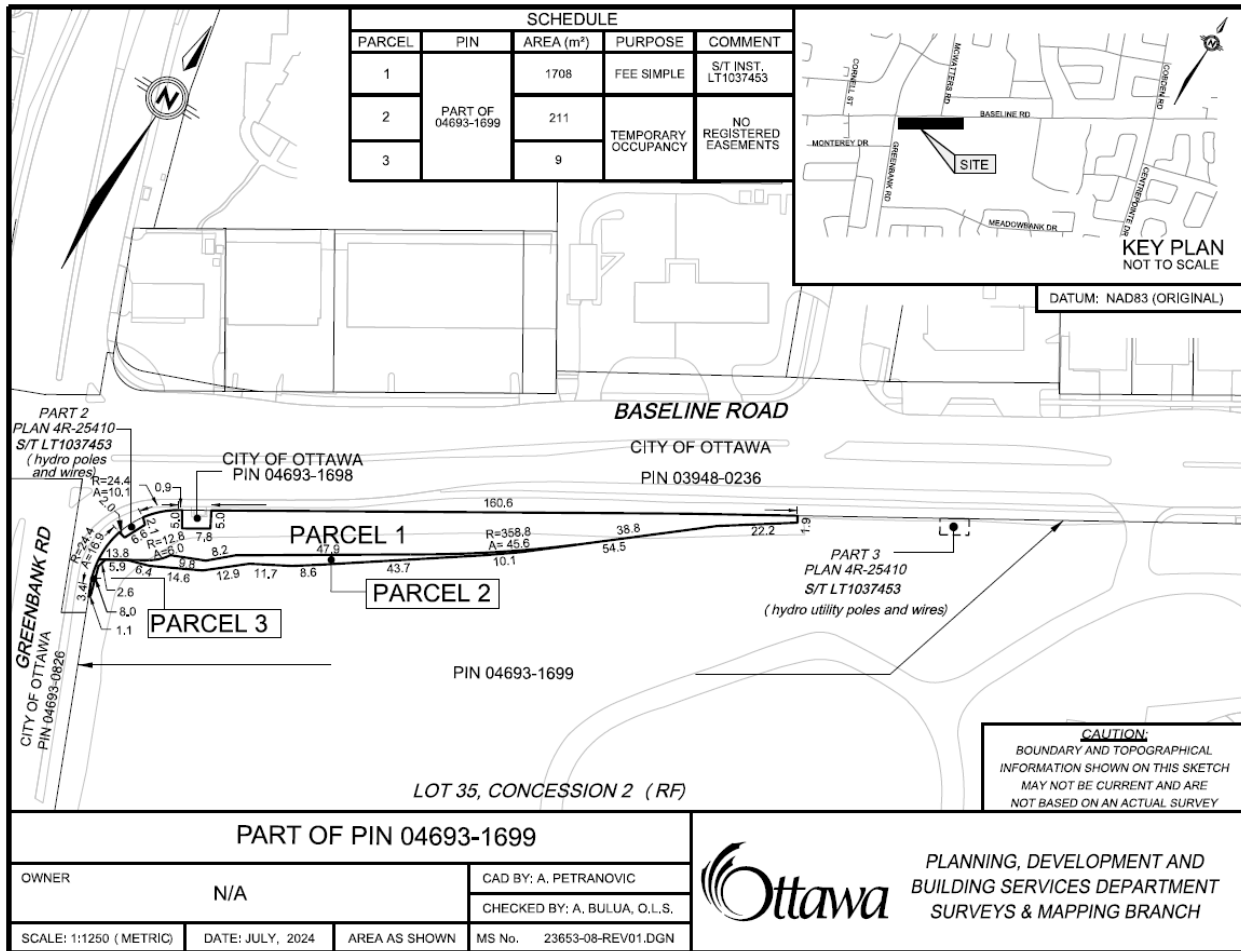 SCHEDULE
PARCEL PIN AREA (m²) PURPOSE COMMENT
1 1708 FEE SIMPLE S/T INST. LT1037453
PART OF
04693-1699
2 211
TEMPORARY
OCCUPANCY
NO
REGISTERED
EASEMENTS
3 9
N
N
CORNELL ST
MCWATTERS RD
COBDEN RD
BASELINE RD
MONTEREY DR
GREENBANK RD
SITE
CENTREPOINTE DR
MEADOWBANK DR
KEY PLAN
NOT TO SCALE
DATUM: NAD83 (ORIGINAL)
BASELINE ROAD
CITY OF OTTAWA
PIN 03948-0236
PART 2
PLAN 4R-25410
S/T LT1037453
( hydro poles
and wires)
CITY OF OTTAWA
PIN 04693-1698
R=24.4
A=10.1
0.9
2.0
2.1
6.6
5.0
5.0
7.8
160.6
1.9
R=24.4
A=16.9
R=12.8
A=6.0
PARCEL 1
R=358.8
A= 45.6
38.8
22.2
13.8
8.2
47.9
54.5
5.9
6.4
9.8
14.6
12.9
11.7
8.6
43.7
10.1
3.4
2.6
8.0
1.1
PARCEL 2
PARCEL 3
PART 3
PLAN 4R-25410
S/T LT1037453
( hydro utility poles and wires)
GREENBANK RD
CITY OF OTTAWA
PIN 04693-0826
PIN 04693-1699
LOT 35, CONCESSION 2 ( RF)
CAUTION:
BOUNDARY AND TOPOGRAPHICAL
INFORMATION SHOWN ON THIS SKETCH
MAY NOT BE CURRENT AND ARE
NOT BASED ON AN ACTUAL SURVEY
PART OF PIN 04693-1699
OWNER
N/A
CAD BY: A. PETRANOVIC
CHECKED BY: A. BULUA, O.L.S.
SCALE: 1:1250 ( METRIC) DATE: JULY, 2024 AREA AS SHOWN MS No. 23653-08-REV01.DGN
Ottawa
PLANNING, DEVELOPMENT AND
BUILDING SERVICES DEPARTMENT
SURVEYS & MAPPING BRANCH